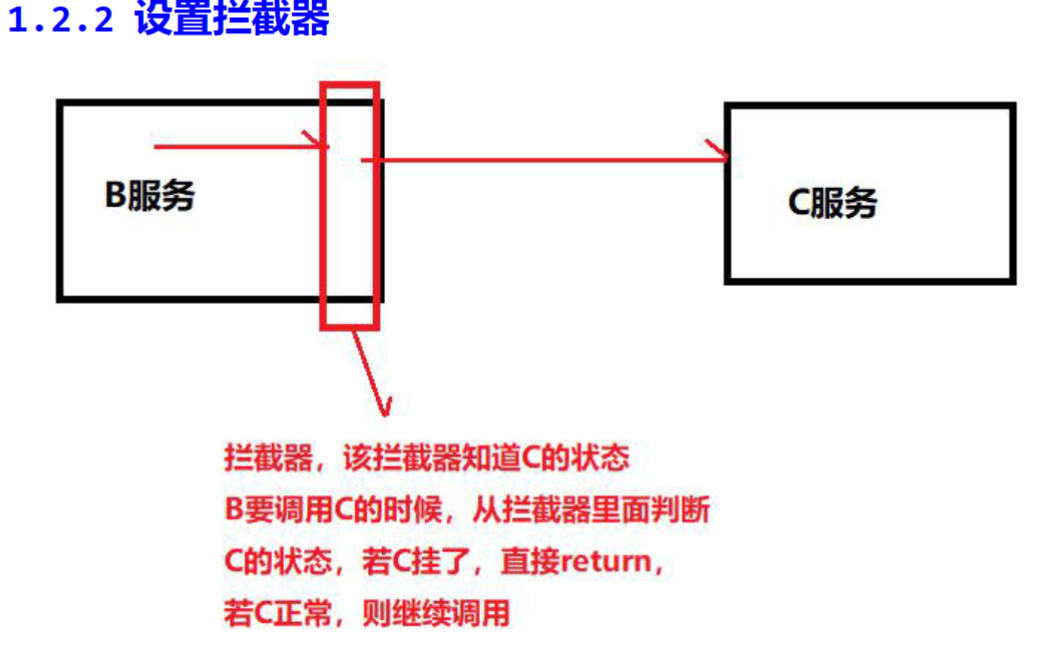 1.2.2 设置拦截器
B服务
C服务
拦截器，该拦截器知道C的状态
B要调用C的时候，从拦截器里面判断
C的状态，若C挂了，直接return，
若C正常，则继续调用